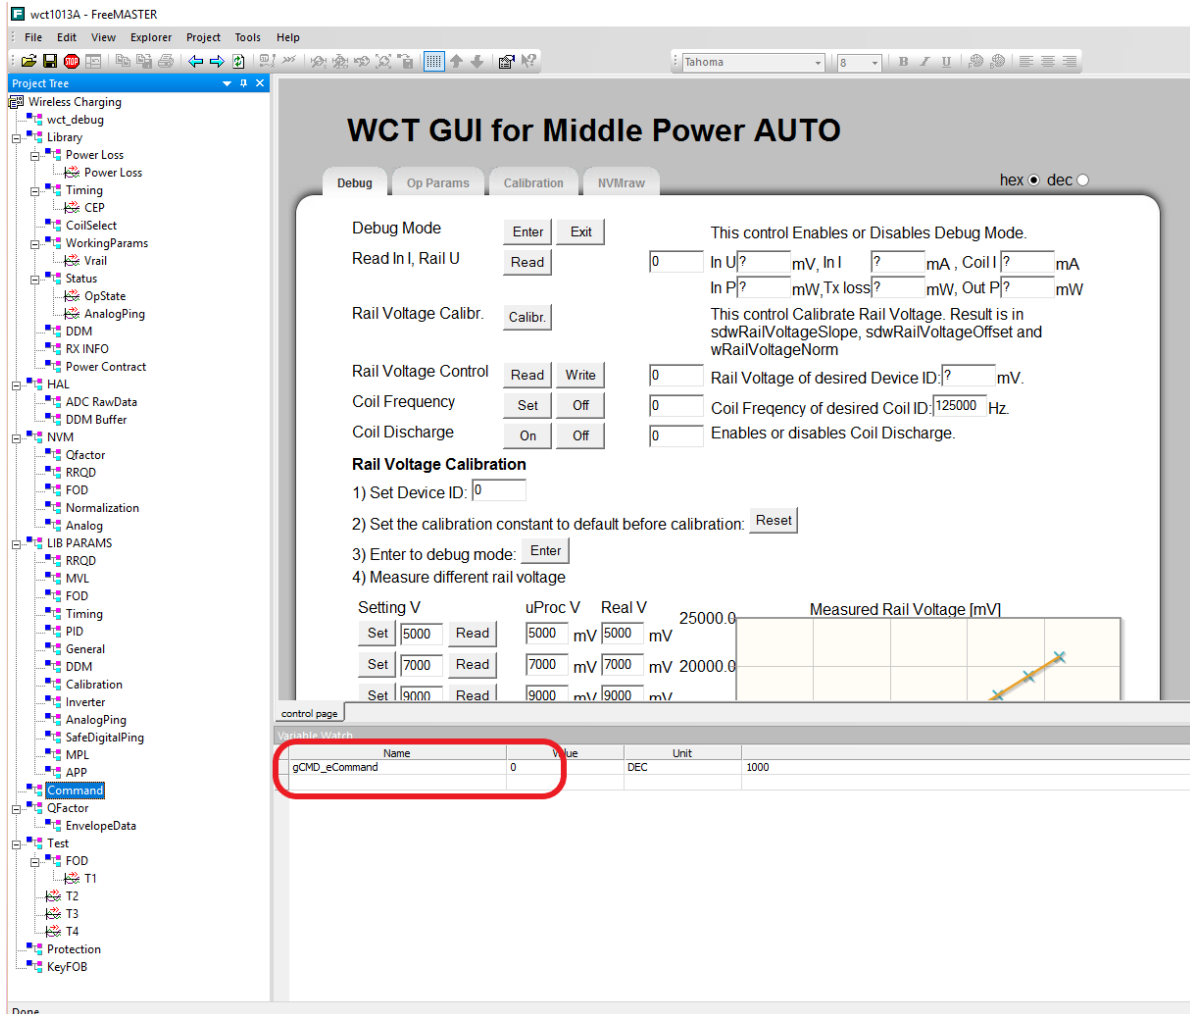 wct1013A - FreeMASTER
File Edit View Explorer Project Tools Help
STOP
Tahoma 8 B I U
Project Tree
Wireless Charging
wct_debug
Library
Power Loss
Power Loss
Timing
CEP
CoilSelect
WorkingParams
Vrail
Status
OpState
AnalogPing
DDM
RX INFO
Power Contract
HAL
ADC RawData
DDM Buffer
NVM
Qfactor
RRQD
FOD
Normalization
Analog
LIB PARAMS
RRQD
MVL
FOD
Timing
PID
General
DDM
Calibration
Inverter
AnalogPing
SafeDigitalPing
MPL
APP
Command
QFactor
EnvelopeData
Test
FOD
T1
T2
T3
T4
Protection
KeyFOB
WCT GUI for Middle Power AUTO
Debug Op Params Calibration NVMraw
hex dec
Debug Mode Enter Exit This control Enables or Disables Debug Mode.
Read In I, Rail U Read 0 In U ? mV, In I ? mA , Coil I ? mA
In P ? mW,Tx loss ? mW, Out P ? mW
Rail Voltage Calibr. Calibr. This control Calibrate Rail Voltage. Result is in
sdwRailVoltageSlope, sdwRailVoltageOffset and
wRailVoltageNorm
Rail Voltage Control Read Write 0 Rail Voltage of desired Device ID: ? mV.
Coil Frequency Set Off 0 Coil Freqency of desired Coil ID: 125000 Hz.
Coil Discharge On Off 0 Enables or disables Coil Discharge.
Rail Voltage Calibration
1) Set Device ID: 0
2) Set the calibration constant to default before calibration: Reset
3) Enter to debug mode: Enter
4) Measure different rail voltage
Setting V uProc V Real V
Set 5000 Read 5000 mV 5000 mV
Set 7000 Read 7000 mV 7000 mV
Set 9000 Read 9000 mV 9000 mV
Measured Rail Voltage [mV]
25000.0
20000.0
control page
Variable Watch
Name Value Unit
gCMD_eCommand 0 DEC 1000
Done